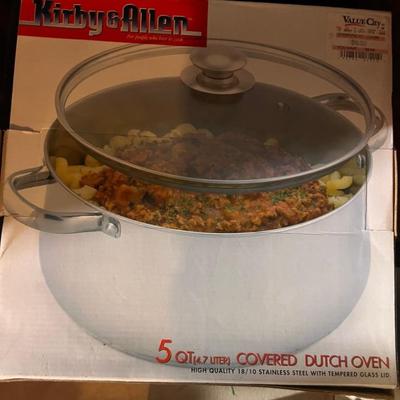 Kirby & Allen
For people who love to cook.
VALUE CITY
5 QT(4.7 LITER) COVERED DUTCH OVEN
HIGH QUALITY 18/10 STAINLESS STEEL WITH TEMPERED GLASS LID